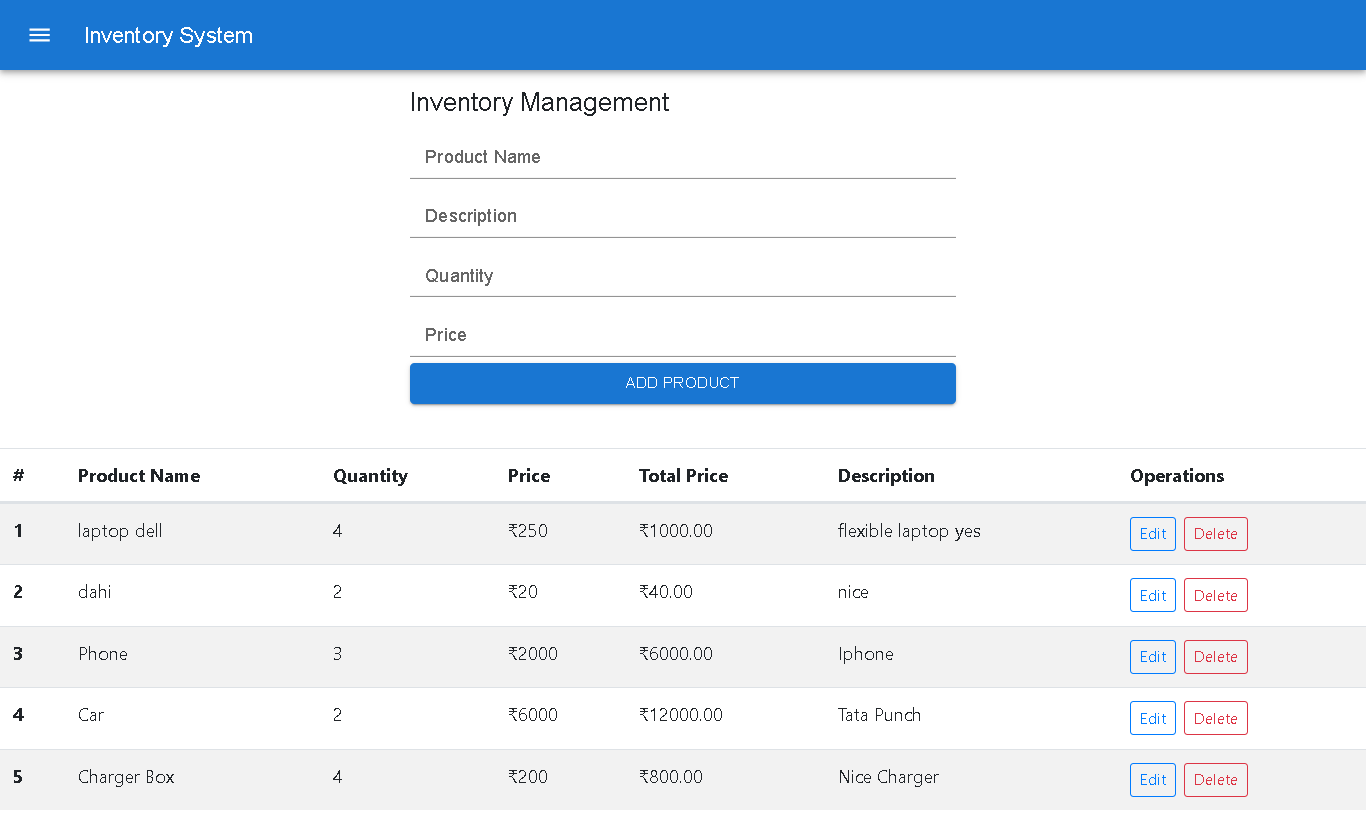 Inventory System
Inventory Management
Product Name
Description
Quantity
Price
ADD PRODUCT
# Product Name Quantity Price Total Price Description Operations
1 laptop dell 4 ₹250 ₹1000.00 flexible laptop yes Edit Delete
2 dahi 2 ₹20 ₹40.00 nice Edit Delete
3 Phone 3 ₹2000 ₹6000.00 Iphone Edit Delete
4 Car 2 ₹6000 ₹12000.00 Tata Punch Edit Delete
5 Charger Box 4 ₹200 ₹800.00 Nice Charger Edit Delete